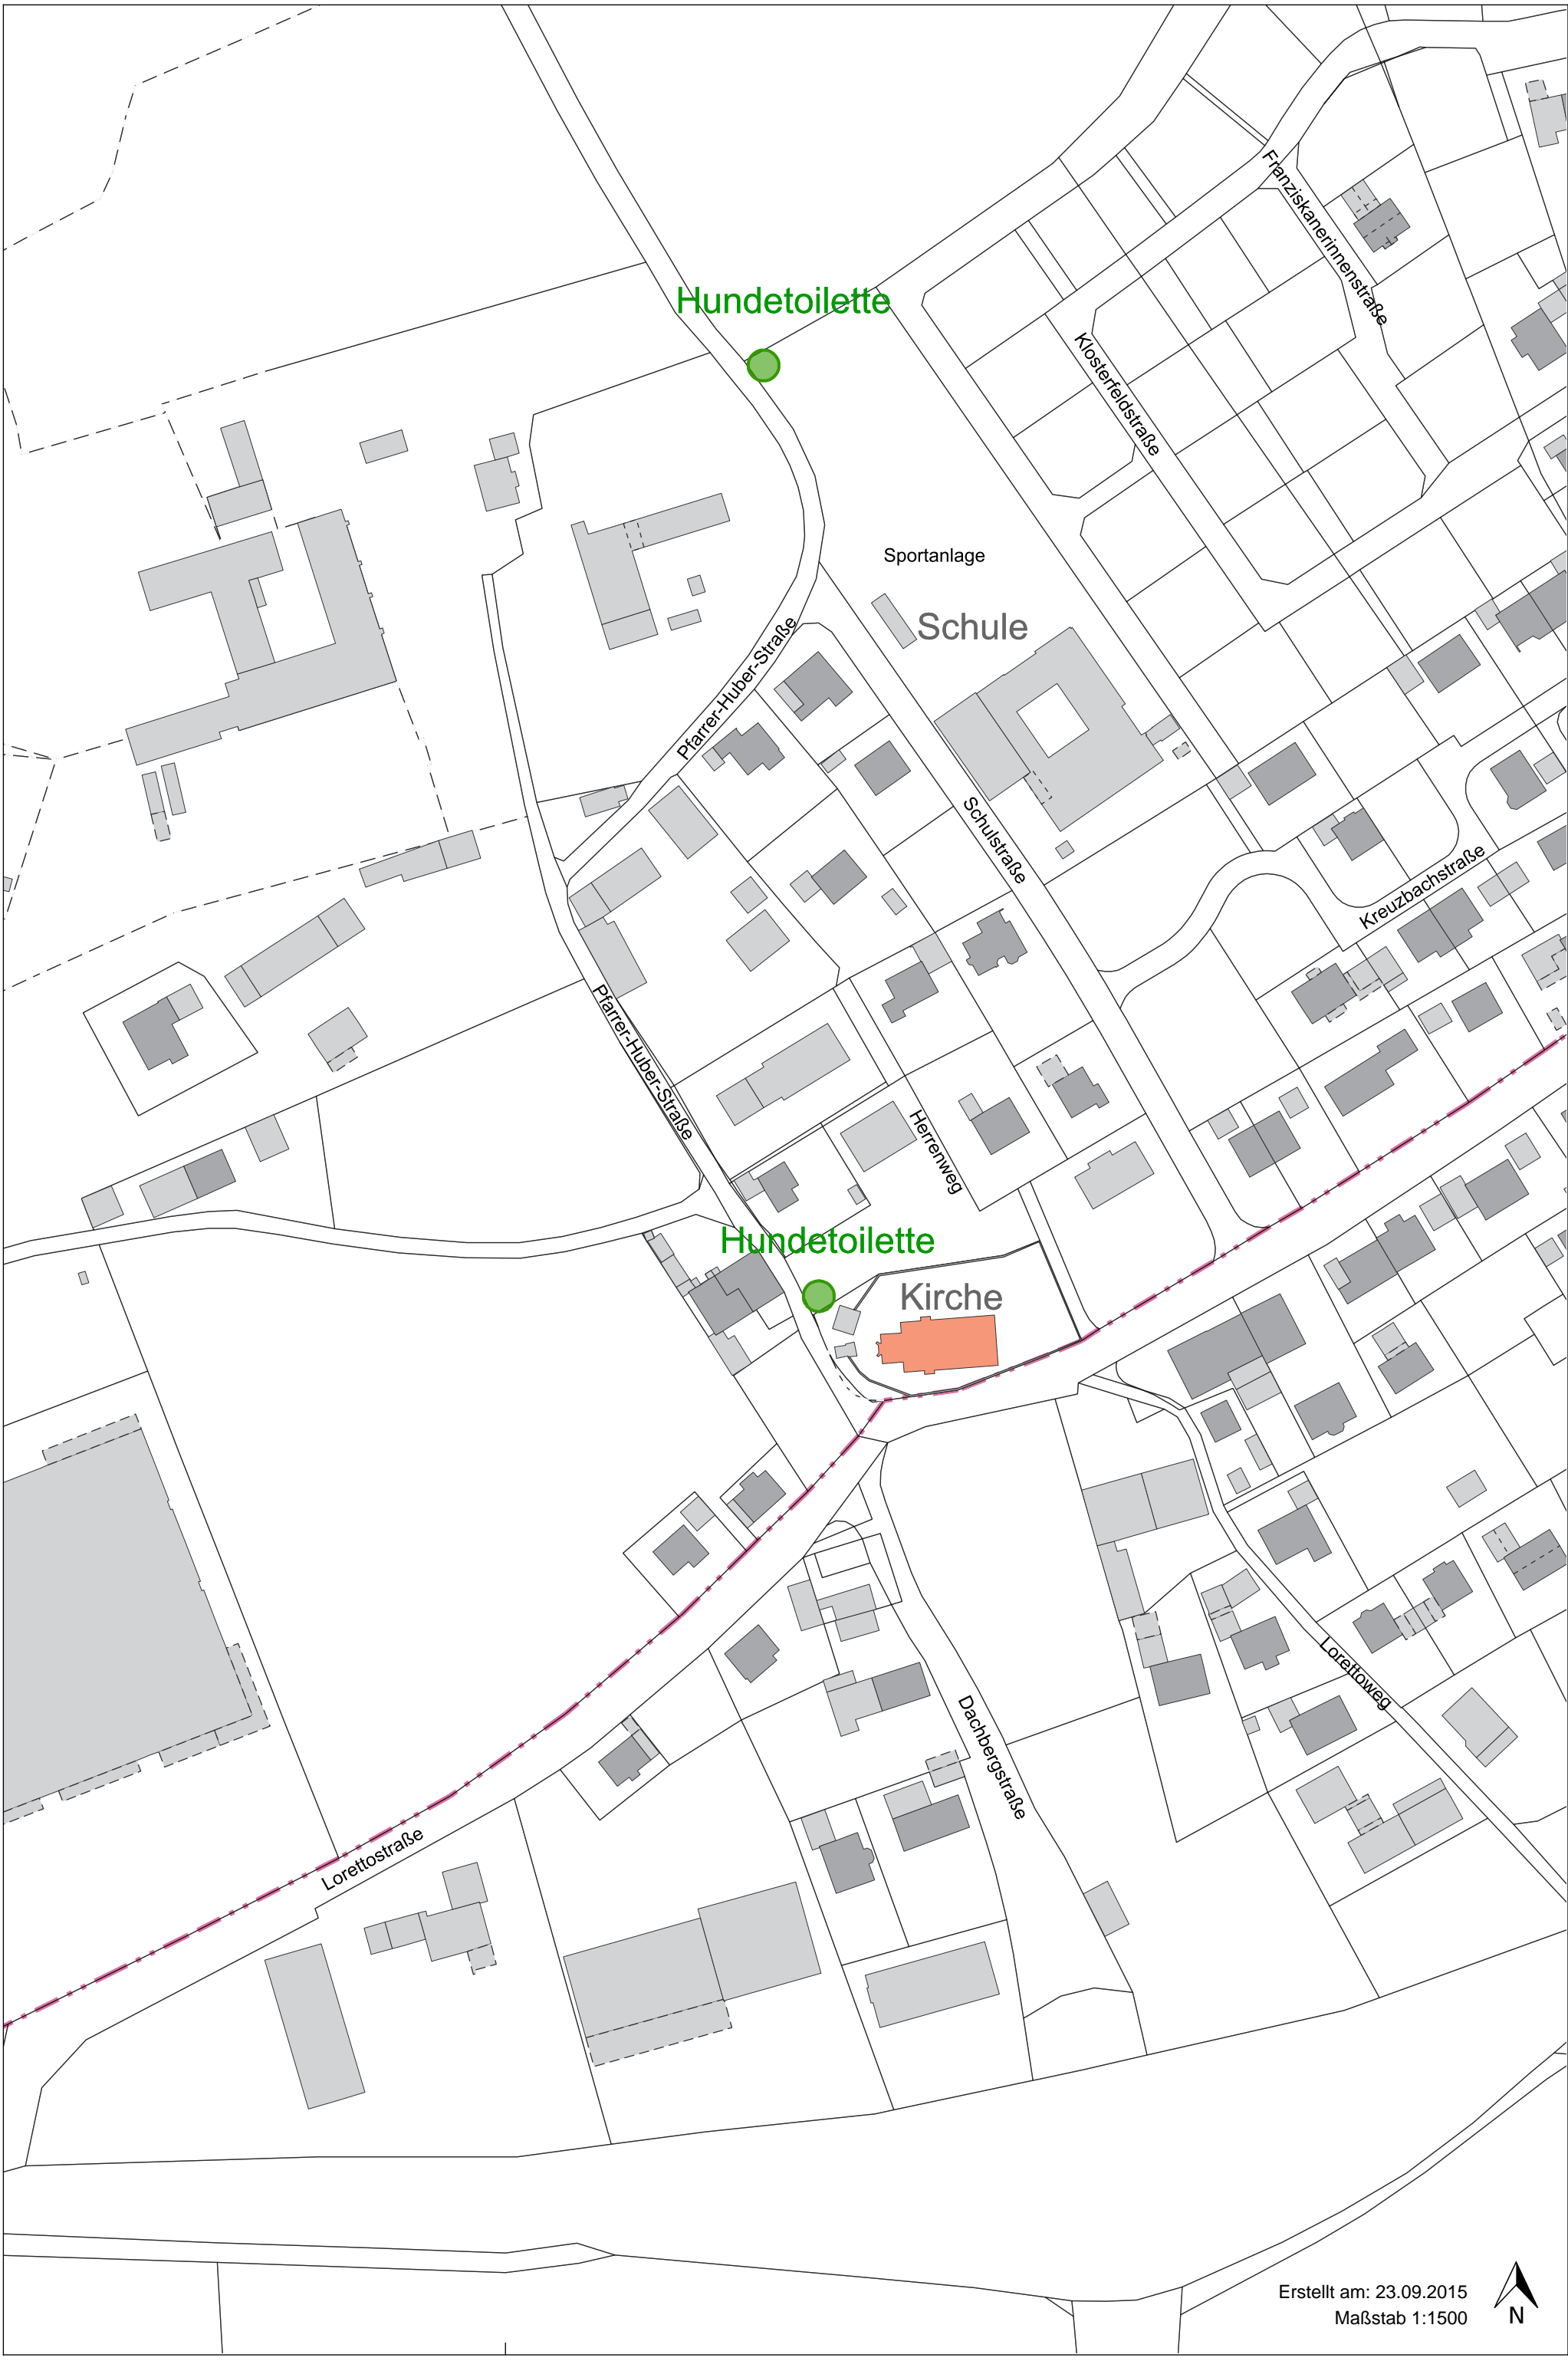 Franziskanerinnenstraße
Hundetoilette
Klosterfeldstraße
Sportanlage
Schule
Pfarrer-Huber-Straße
Schulstraße
Kreuzbachstraße
Pfarrer-Huber-Straße
Herrenweg
Hundetoilette
Kirche
Lorettoweg
Dachbergstraße
Lorettostraße
Erstellt am: 23.09.2015
Maßstab 1:1500
N